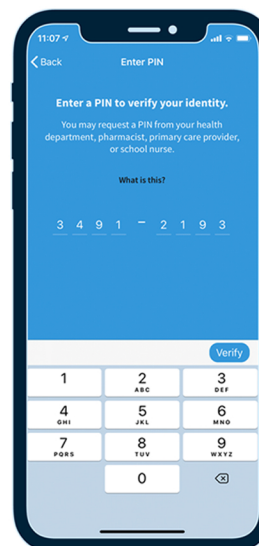 11:07
Back Enter PIN
Enter a PIN to verify your identity.
You may request a PIN from your health
department, pharmacist, primary care provider,
or school nurse.
What is this?
3 4 9 1 – 2 1 9 3
Verify
1 2 3
ABC DEF
4 5 6
GHI JKL MNO
7 8 9
PQRS TUV WXYZ
0